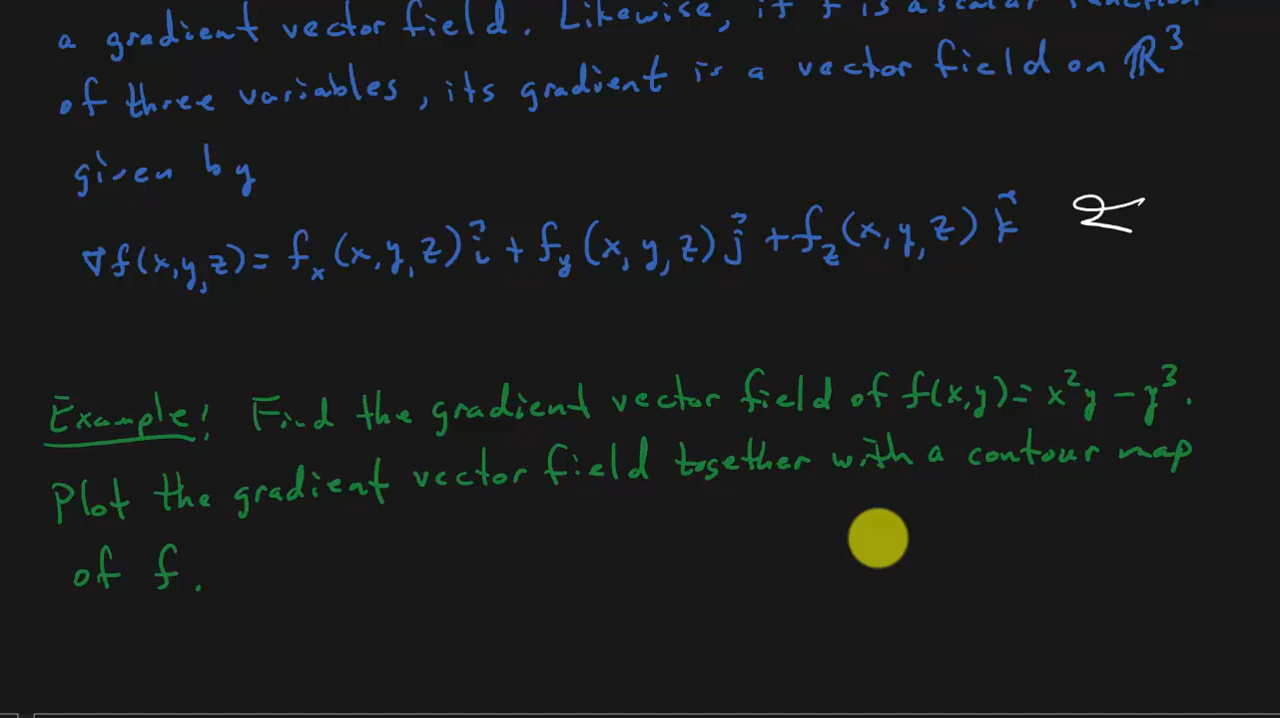 a gradient vector field. Likewise, if f is a scalar function
of three variables, its gradient is a vector field on ℝ³
given by
∇f(x,y,z)= fₓ(x,y,z)i⃗ + f_y(x,y,z)j⃗ + f_z(x,y,z)k⃗
Example! Find the gradient vector field of f(x,y)= x²y - y³.
Plot the gradient vector field together with a contour map
of f.